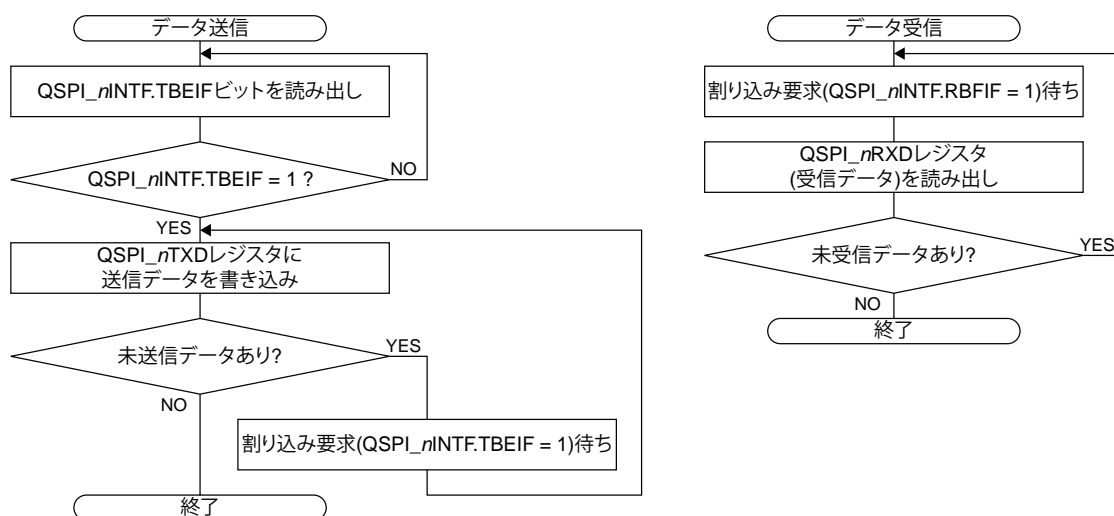 データ送信
QSPI_nINTF.TBEIFビットを読み出し
QSPI_nINTF.TBEIF = 1 ?
NO
YES
QSPI_nTXDレジスタに
送信データを書き込み
未送信データあり?
YES
NO
割り込み要求(QSPI_nINTF.TBEIF = 1)待ち
終了
データ受信
割り込み要求(QSPI_nINTF.RBFIF = 1)待ち
QSPI_nRXDレジスタ
(受信データ)を読み出し
未受信データあり?
YES
NO
終了